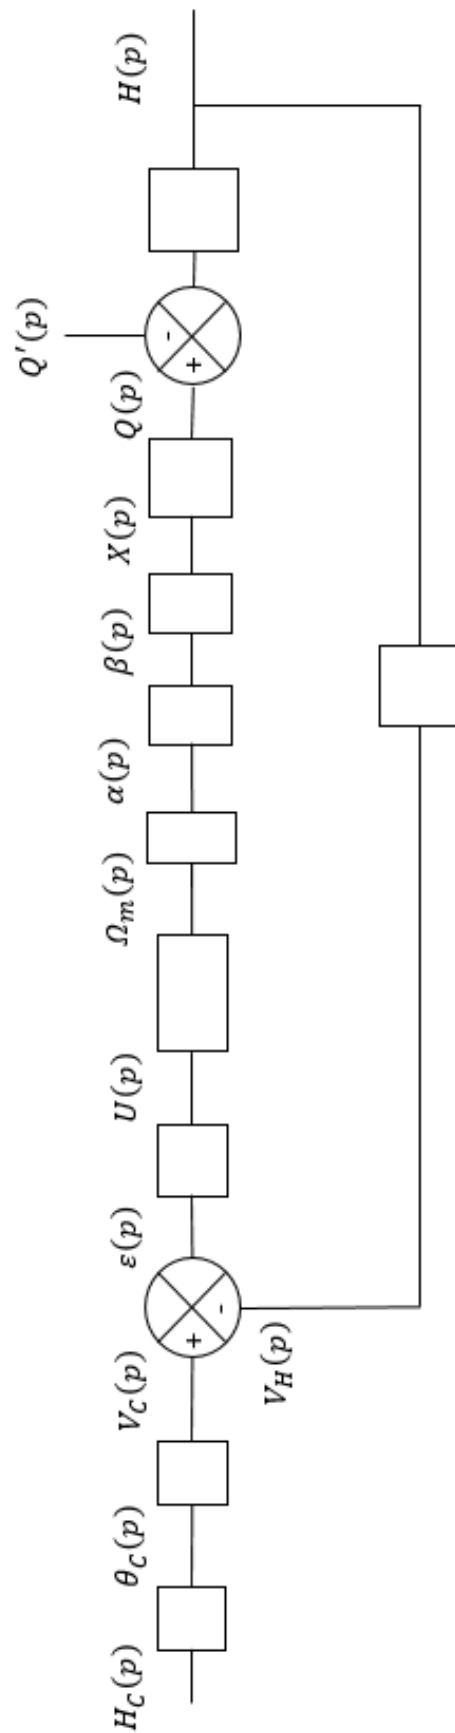 H_C(p)
θ_C(p)
V_C(p)
+
-
V_H(p)
ε(p)
U(p)
Ω_m(p)
α(p)
β(p)
X(p)
Q(p)
+
-
Q'(p)
H(p)